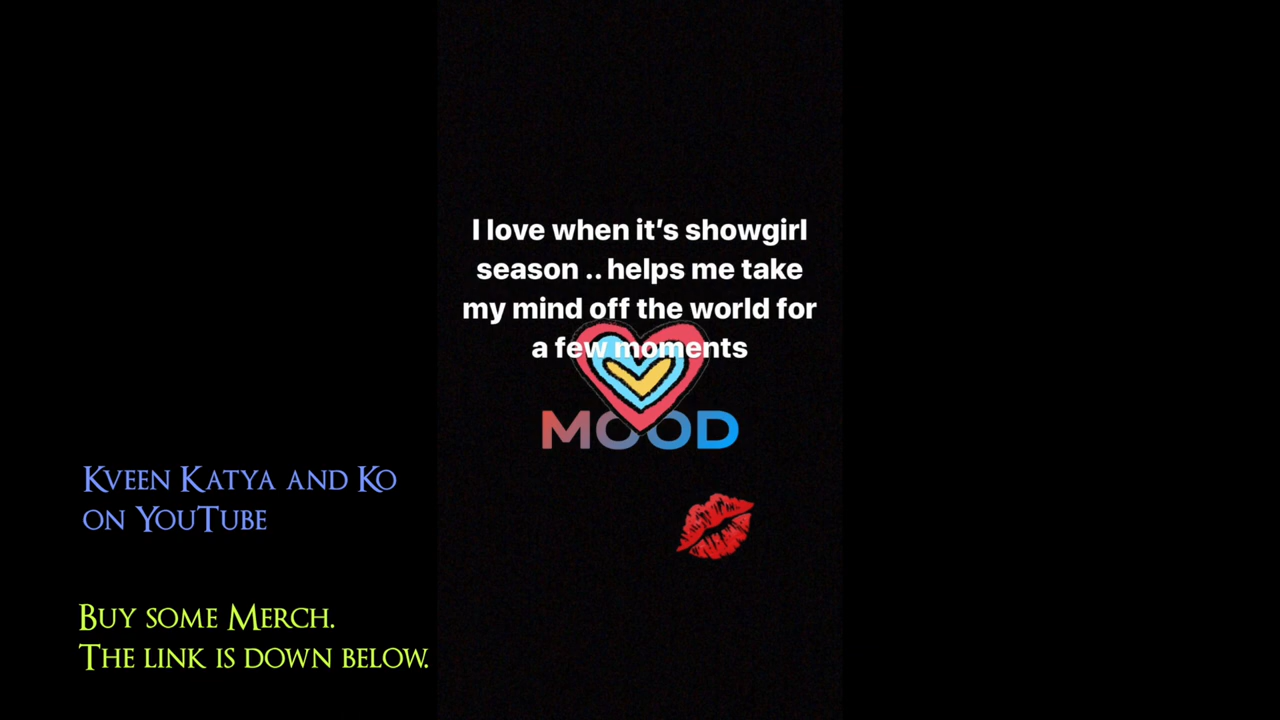 I love when it's showgirl
season .. helps me take
my mind off the world for
a few moments
MOOD
Kveen Katya and Ko
on YouTube
Buy some Merch.
The link is down below.